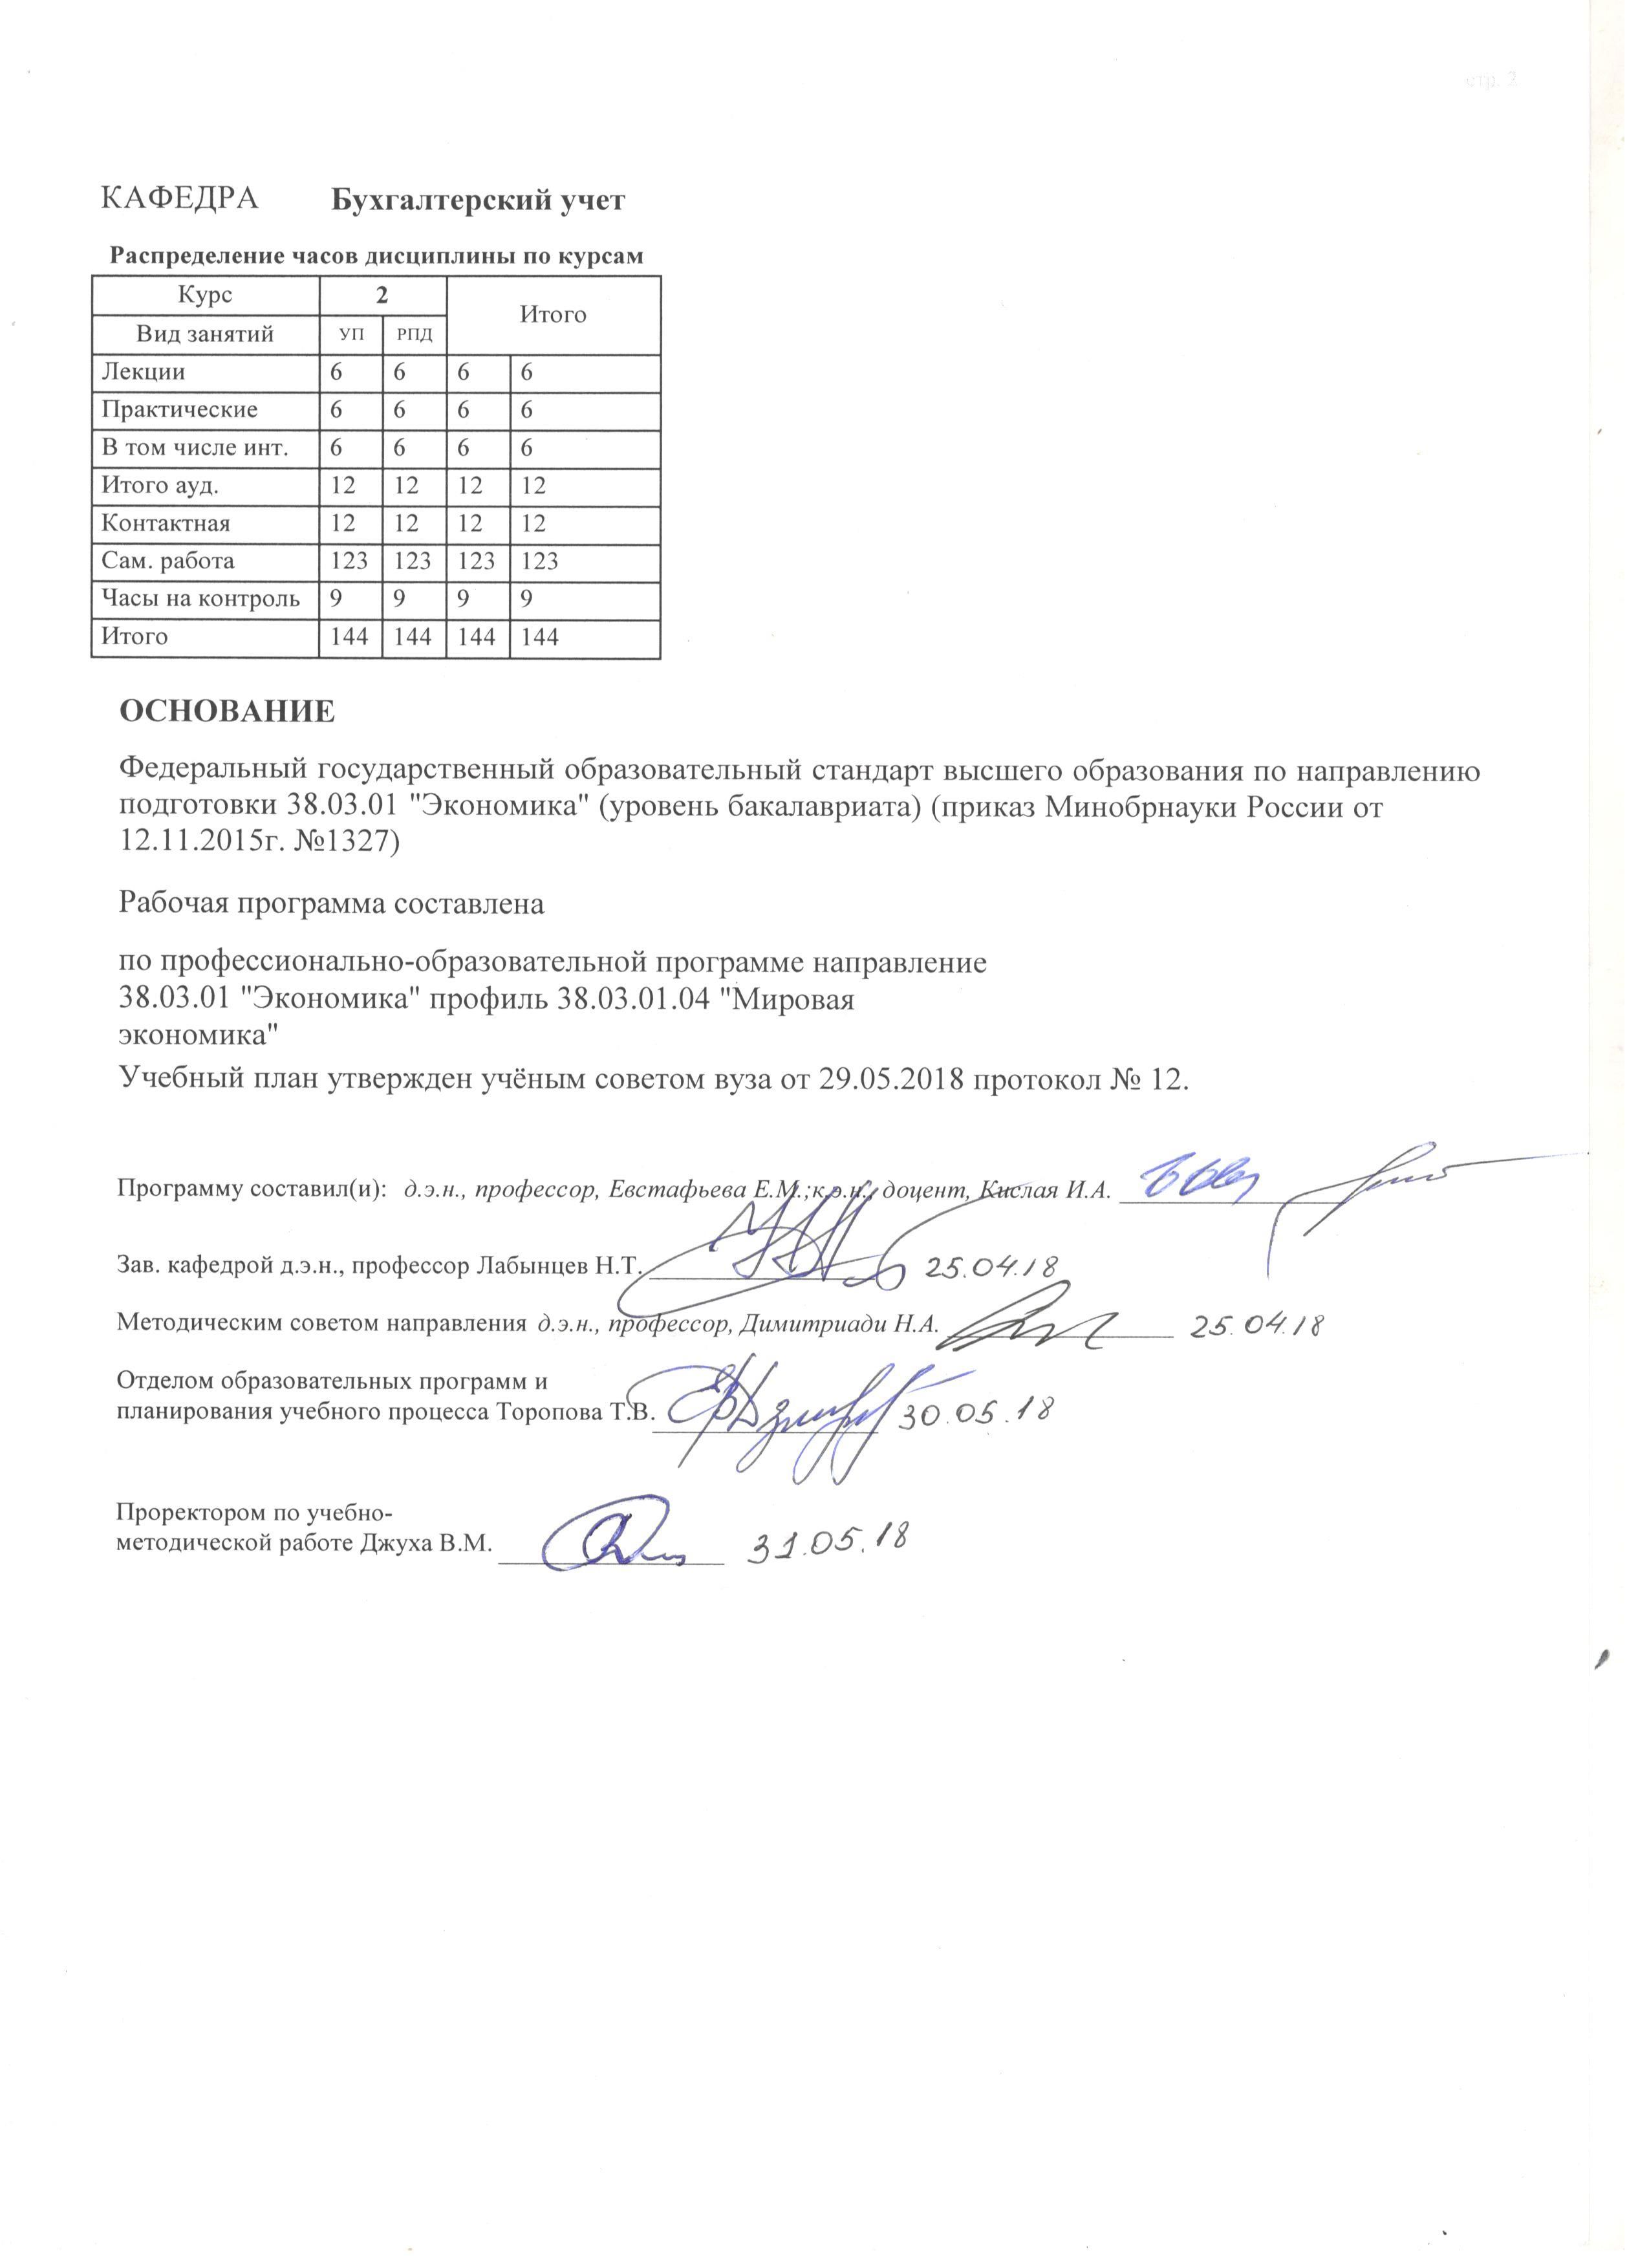 стр. 2
КАФЕДРА Бухгалтерский учет
Распределение часов дисциплины по курсам
Курс 2 Итого
Вид занятий УП РПД
Лекции 6 6 6 6
Практические 6 6 6 6
В том числе инт. 6 6 6 6
Итого ауд. 12 12 12 12
Контактная 12 12 12 12
Сам. работа 123 123 123 123
Часы на контроль 9 9 9 9
Итого 144 144 144 144
ОСНОВАНИЕ
Федеральный государственный образовательный стандарт высшего образования по направлению
подготовки 38.03.01 "Экономика" (уровень бакалавриата) (приказ Минобрнауки России от
12.11.2015г. №1327)
Рабочая программа составлена
по профессионально-образовательной программе направление
38.03.01 "Экономика" профиль 38.03.01.04 "Мировая
экономика"
Учебный план утвержден учёным советом вуза от 29.05.2018 протокол № 12.
Программу составил(и): д.э.н., профессор, Евстафьева Е.М.;к.э.н., доцент, Кислая И.А.
Зав. кафедрой д.э.н., профессор Лабынцев Н.Т. 25.04.18
Методическим советом направления д.э.н., профессор, Димитриади Н.А. 25.04.18
Отделом образовательных программ и
планирования учебного процесса Торопова Т.В. 30.05.18
Проректором по учебно-
методической работе Джуха В.М. 31.05.18